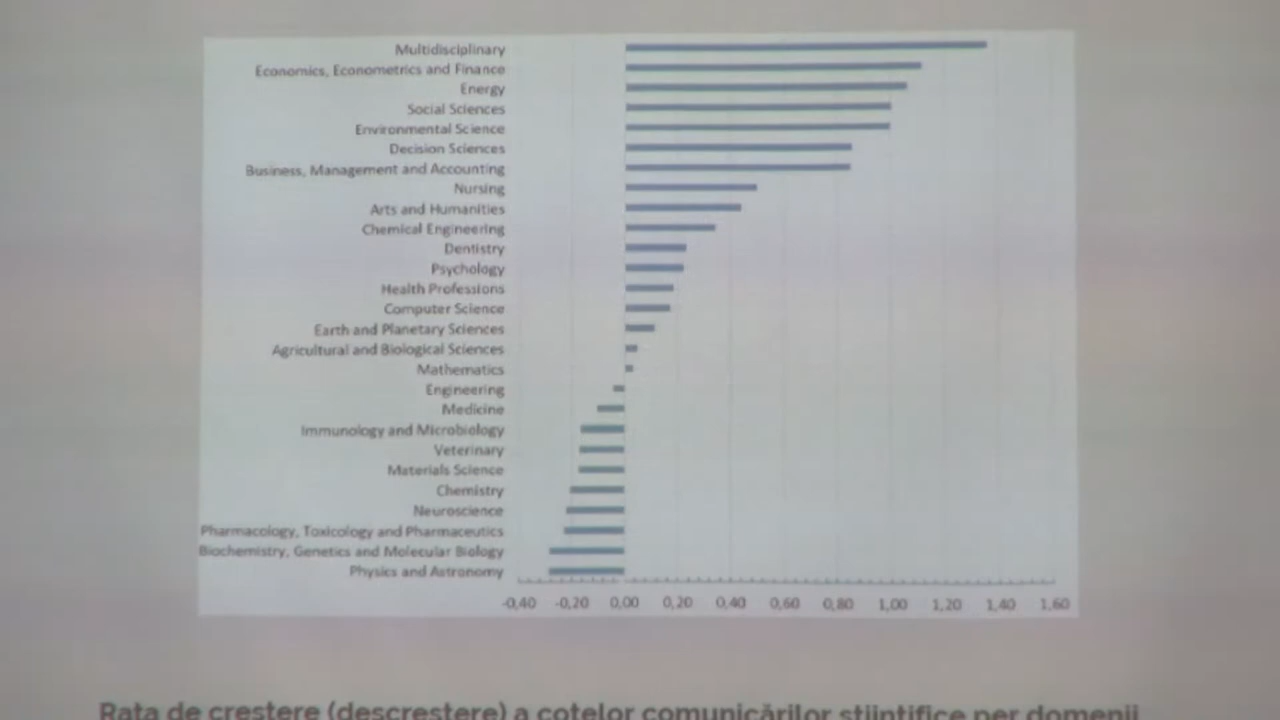 Multidisciplinary
Economics, Econometrics and Finance
Energy
Social Sciences
Environmental Science
Decision Sciences
Business, Management and Accounting
Nursing
Arts and Humanities
Chemical Engineering
Dentistry
Psychology
Health Professions
Computer Science
Earth and Planetary Sciences
Agricultural and Biological Sciences
Mathematics
Engineering
Medicine
Immunology and Microbiology
Veterinary
Materials Science
Chemistry
Neuroscience
Pharmacology, Toxicology and Pharmaceutics
Biochemistry, Genetics and Molecular Biology
Physics and Astronomy
-0,40 -0,20 0,00 0,20 0,40 0,60 0,80 1,00 1,20 1,40 1,60
Rata de creștere (descreștere) a cotelor comunicărilor științifice per domenii